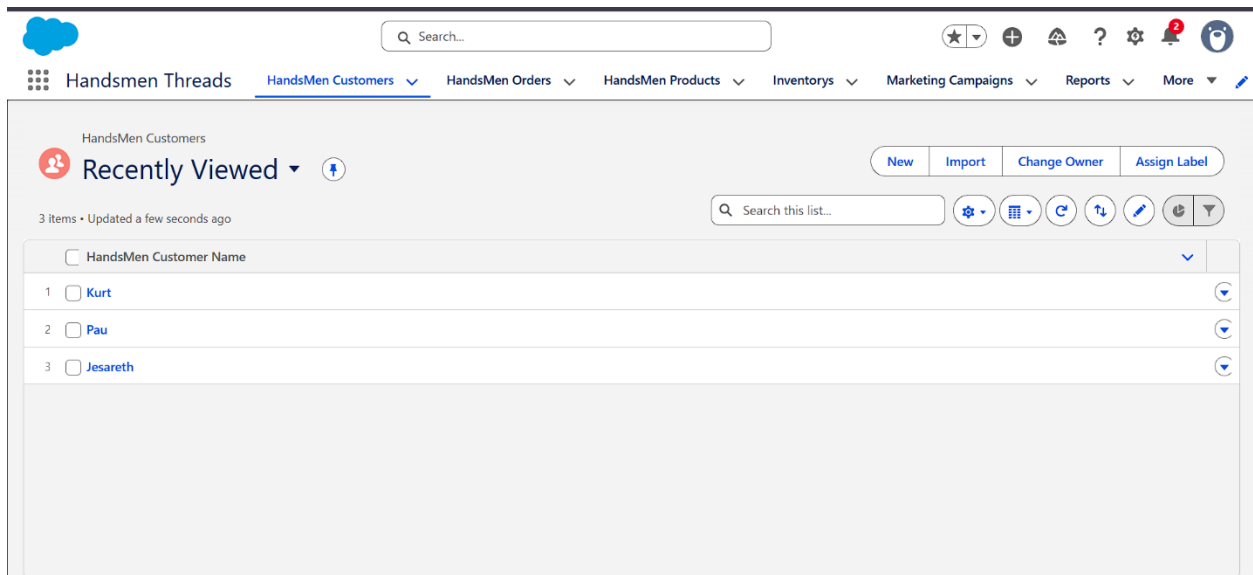 Search...
2
Handsmen Threads HandsMen Customers HandsMen Orders HandsMen Products Inventorys Marketing Campaigns Reports More
HandsMen Customers
Recently Viewed
New Import Change Owner Assign Label
3 items • Updated a few seconds ago
Search this list...
HandsMen Customer Name
1 Kurt
2 Pau
3 Jesareth